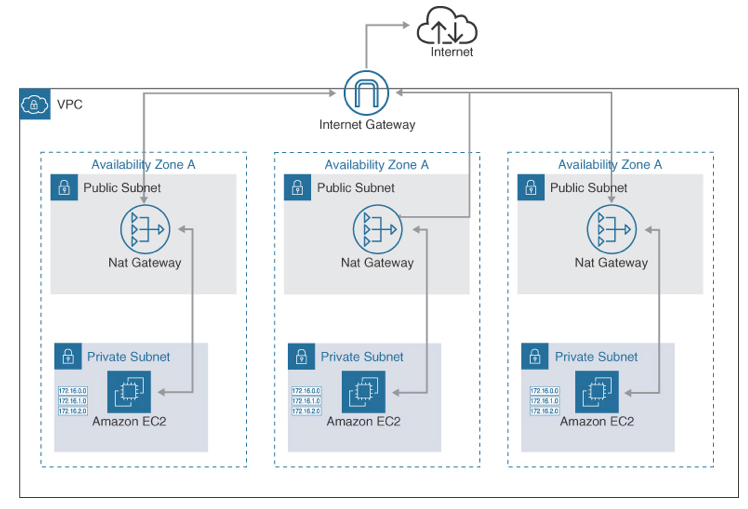 Internet
VPC
Internet Gateway
Availability Zone A
Public Subnet
Nat Gateway
Private Subnet
172.16.0.0
172.16.1.0
172.16.2.0
Amazon EC2
Availability Zone A
Public Subnet
Nat Gateway
Private Subnet
172.16.0.0
172.16.1.0
172.16.2.0
Amazon EC2
Availability Zone A
Public Subnet
Nat Gateway
Private Subnet
172.16.0.0
172.16.1.0
172.16.2.0
Amazon EC2